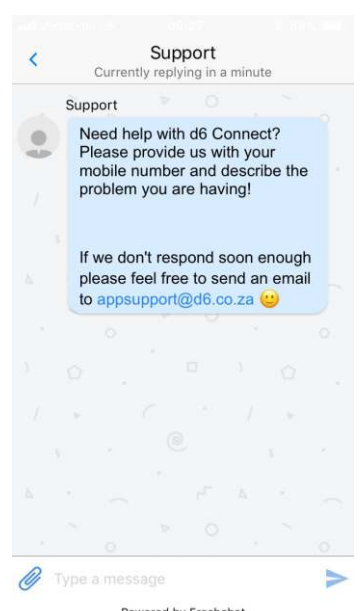 Support
Currently replying in a minute
Support
Need help with d6 Connect?
Please provide us with your
mobile number and describe the
problem you are having!
If we don't respond soon enough
please feel free to send an email
to appsupport@d6.co.za 🙂
Type a message
Powered by Freshchat